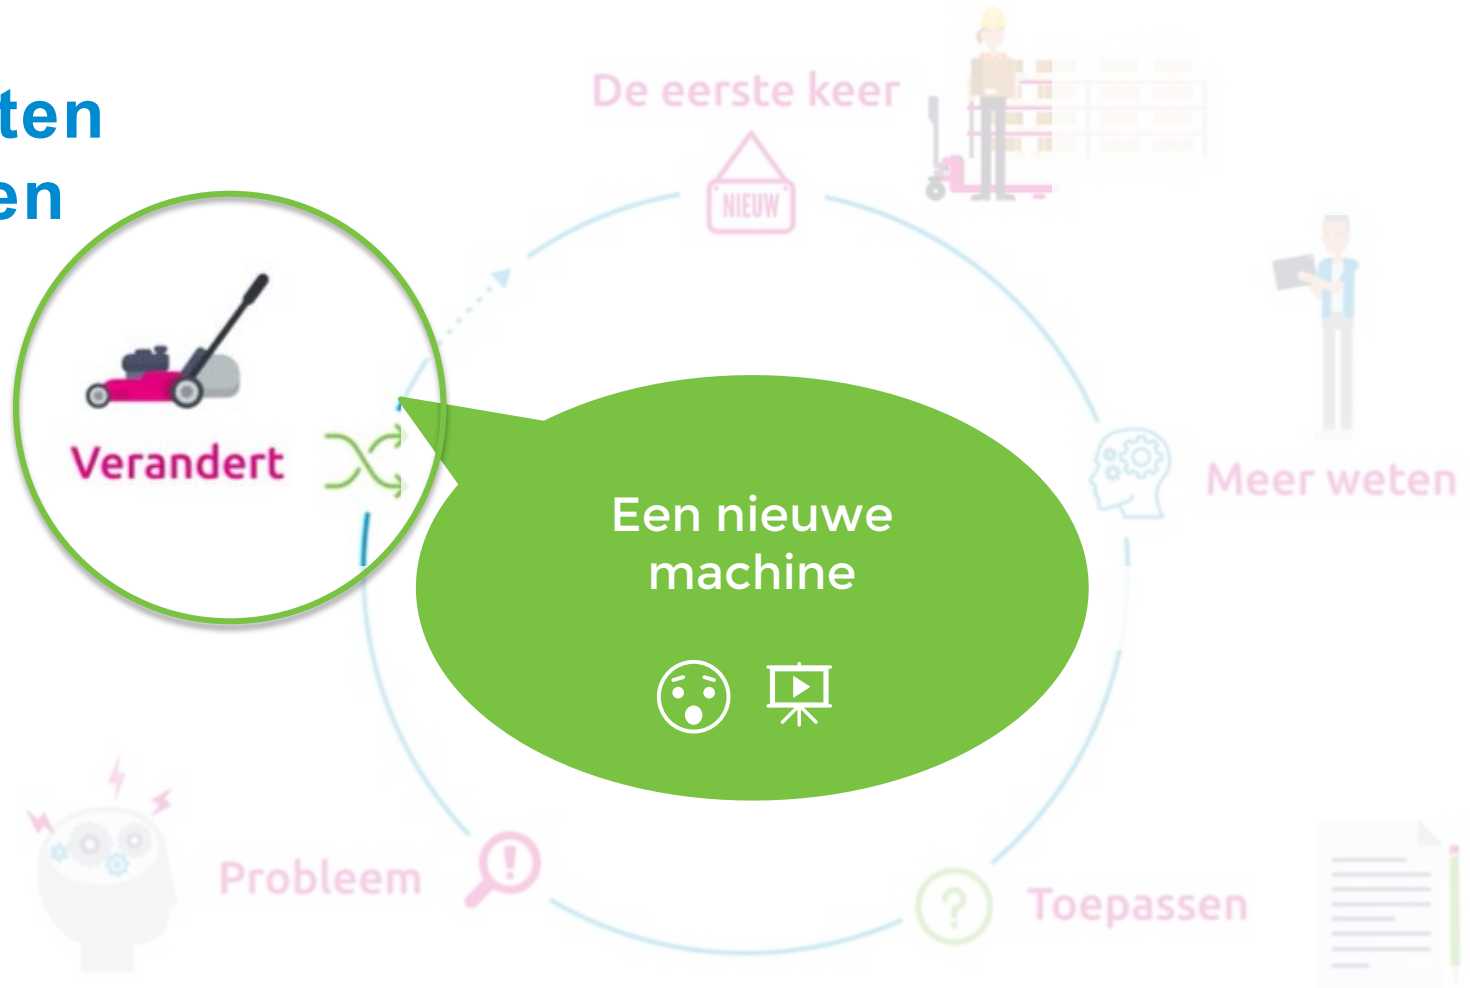 ten
en
De eerste keer
NIEUW
Verandert
Meer weten
Een nieuwe
machine
Probleem
Toepassen